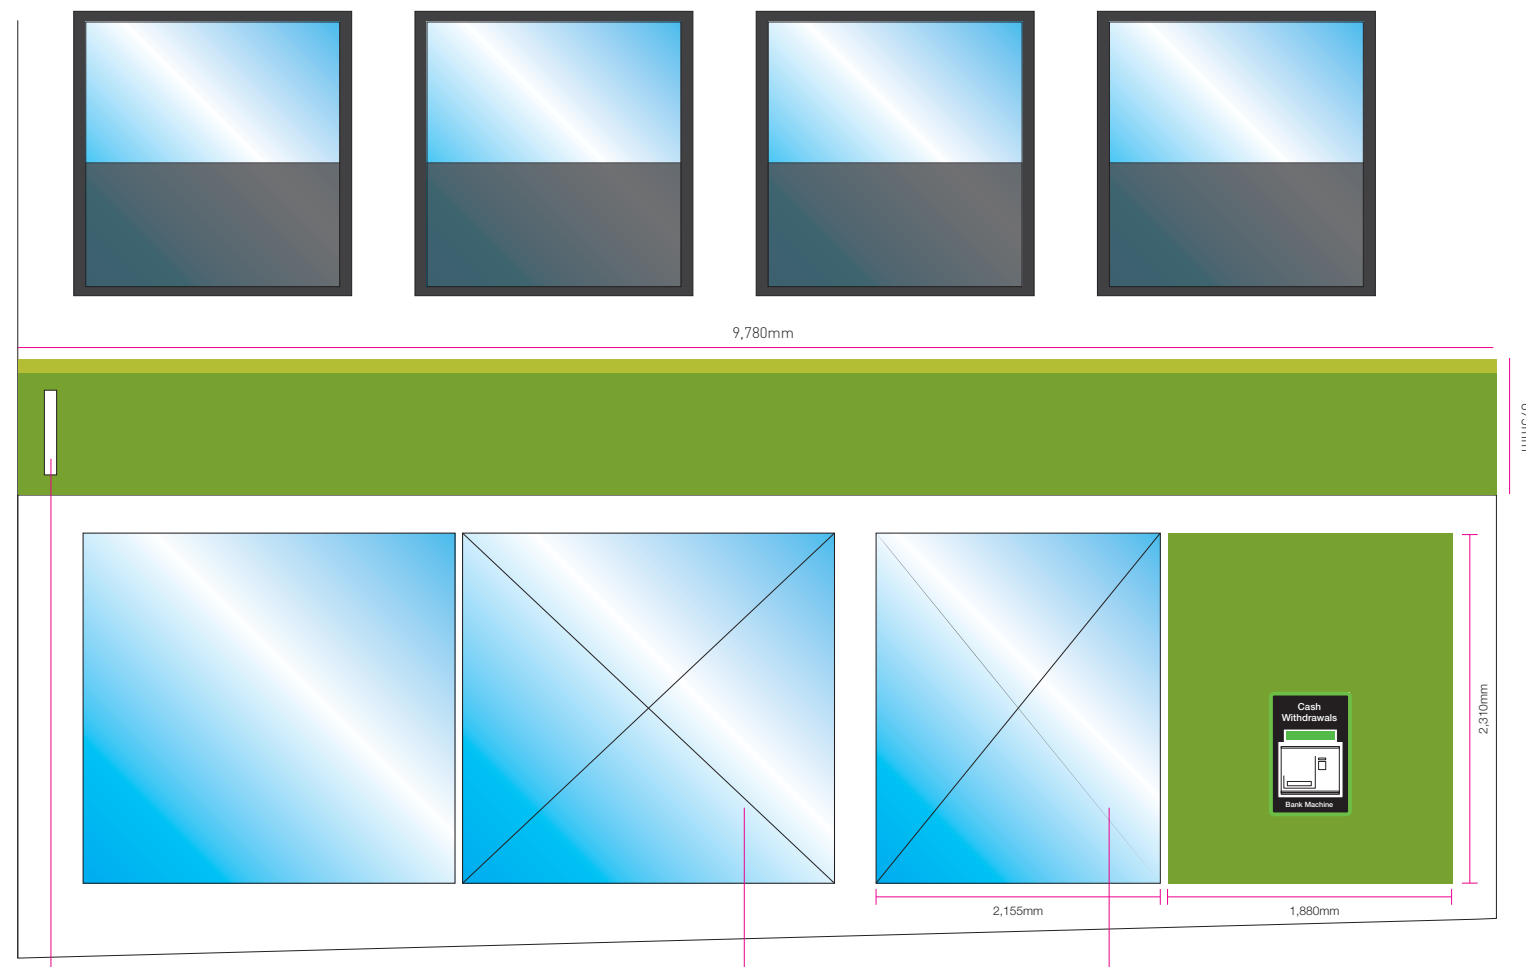 9,780mm
Cash
Withdrawals
Bank Machine
2,310mm
2,155mm
1,880mm